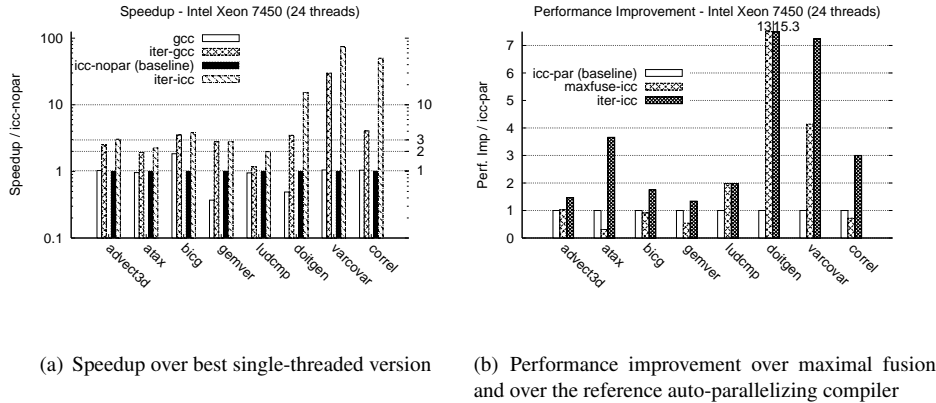 Speedup - Intel Xeon 7450 (24 threads)
100
10
1
0.1
Speedup / icc-nopar
gcc
iter-gcc
icc-nopar (baseline)
iter-icc
10
3
2
1
advect3d
atax
bicg
gemver
ludcmp
doitgen
varcovar
correl
Performance Improvement - Intel Xeon 7450 (24 threads)
13 15.3
7
6
5
4
3
2
1
0
Perf. Imp / icc-par
icc-par (baseline)
maxfuse-icc
iter-icc
advect3d
atax
bicg
gemver
ludcmp
doitgen
varcovar
correl
(a) Speedup over best single-threaded version
(b) Performance improvement over maximal fusion
and over the reference auto-parallelizing compiler